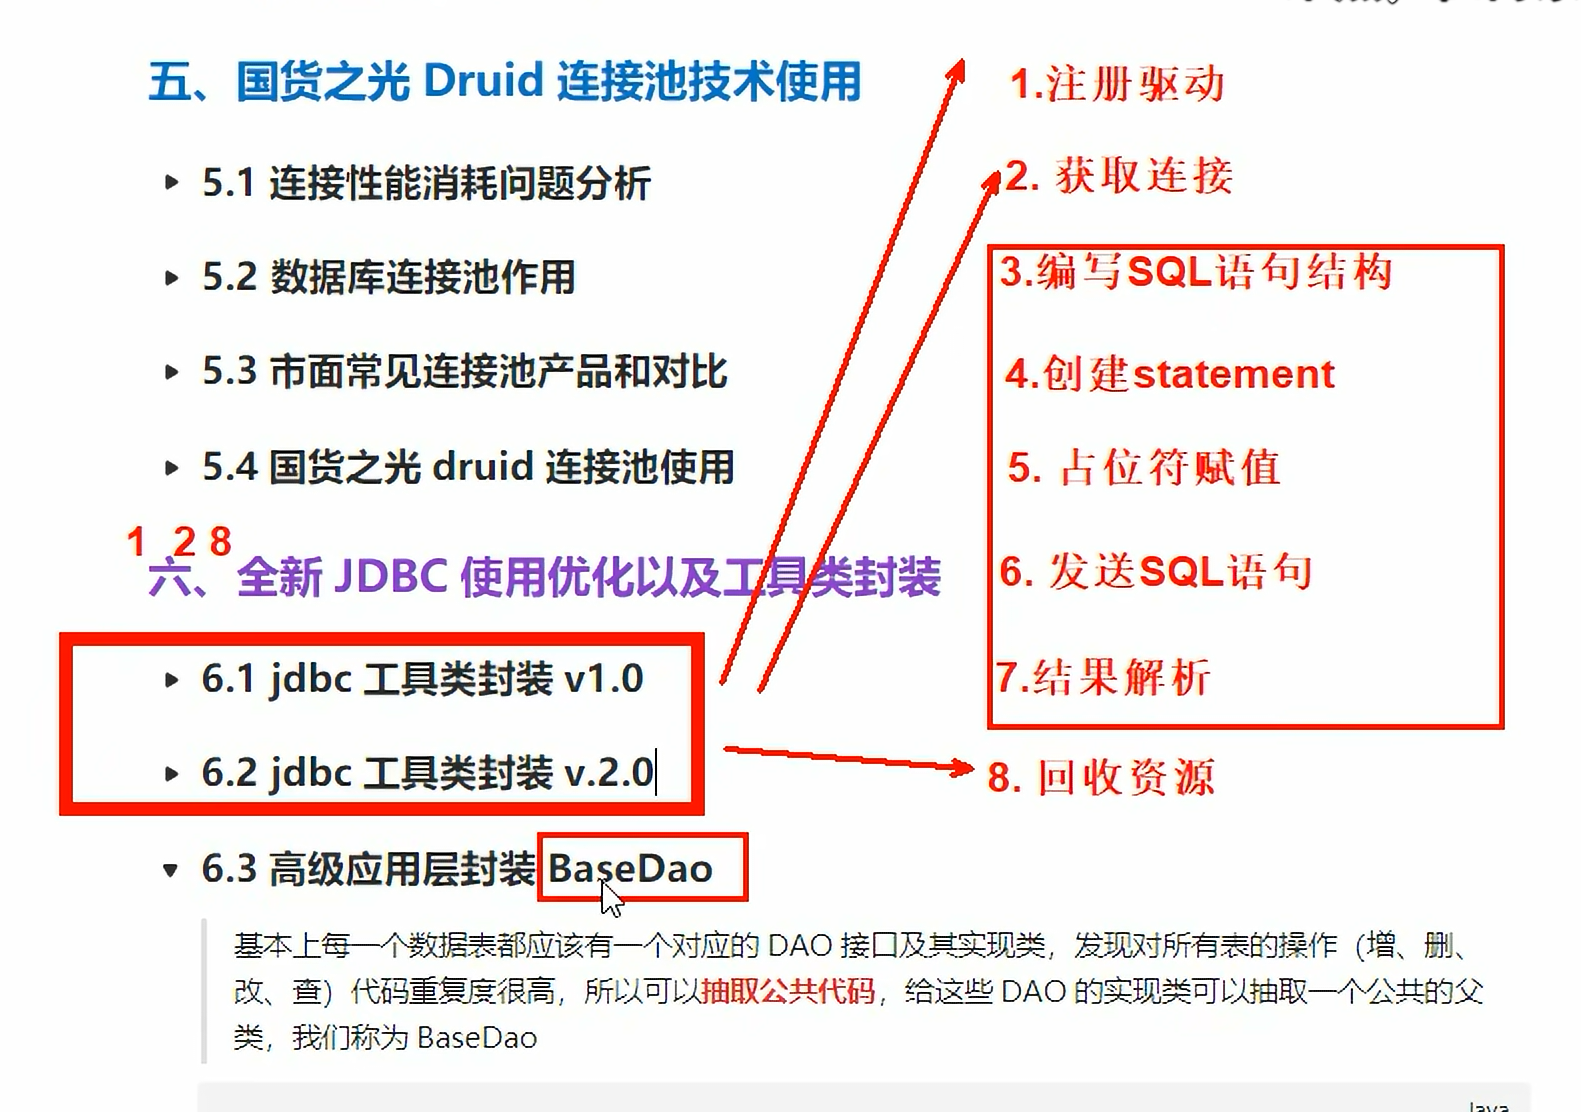 五、国货之光 Druid 连接池技术使用
5.1 连接性能消耗问题分析
5.2 数据库连接池作用
5.3 市面常见连接池产品和对比
5.4 国货之光 druid 连接池使用
1 2 8
六、全新 JDBC 使用优化以及工具类封装
6.1 jdbc 工具类封装 v1.0
6.2 jdbc 工具类封装 v.2.0
6.3 高级应用层封装 BaseDao
基本上每一个数据表都应该有一个对应的 DAO 接口及其实现类，发现对所有表的操作（增、删、
改、查）代码重复度很高，所以可以抽取公共代码，给这些 DAO 的实现类可以抽取一个公共的父
类，我们称为 BaseDao
java
1.注册驱动
2. 获取连接
3.编写SQL语句结构
4.创建statement
5. 占位符赋值
6. 发送SQL语句
7.结果解析
8. 回收资源